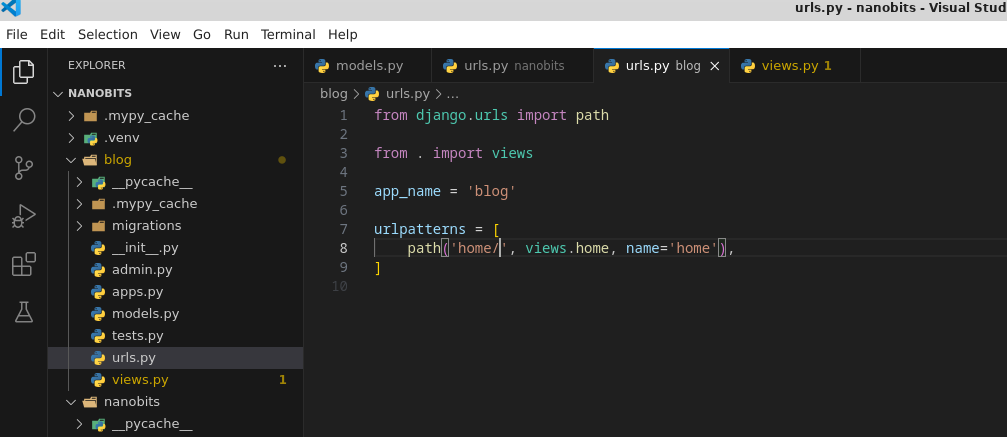 urls.py - nanobits - Visual Stud
File Edit Selection View Go Run Terminal Help
EXPLORER ...
NANOBITS
.mypy_cache
.venv
blog
__pycache__
.mypy_cache
migrations
__init__.py
admin.py
apps.py
models.py
tests.py
urls.py
views.py 1
nanobits
__pycache__
models.py urls.py nanobits urls.py blog views.py 1
blog > urls.py > ...
1 from django.urls import path
2
3 from . import views
4
5 app_name = 'blog'
6
7 urlpatterns = [
8     path('home/', views.home, name='home'),
9 ]
10